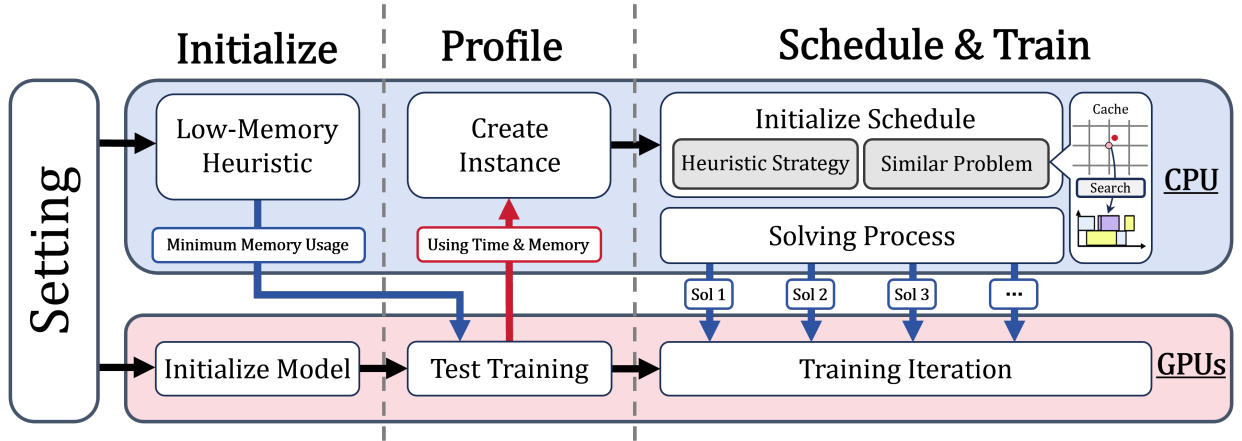 Initialize
Profile
Schedule & Train
Setting
Low-Memory
Heuristic
Create
Instance
Initialize Schedule
Heuristic Strategy
Similar Problem
Cache
Search
CPU
Minimum Memory Usage
Using Time & Memory
Solving Process
Sol 1
Sol 2
Sol 3
...
Initialize Model
Test Training
Training Iteration
GPUs